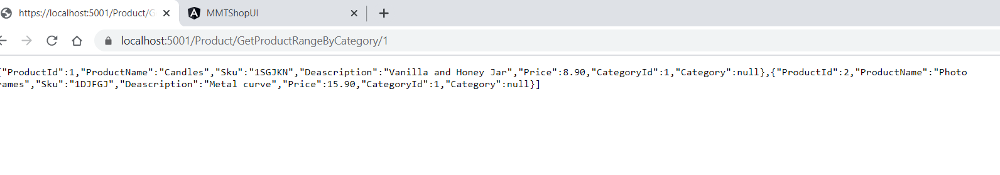 https://localhost:5001/Product/G
MMTShopUI
localhost:5001/Product/GetProductRangeByCategory/1
{"ProductId":1,"ProductName":"Candles","Sku":"1SGJKN","Deascription":"Vanilla and Honey Jar","Price":8.90,"CategoryId":1,"Category":null},{"ProductId":2,"ProductName":"Photo
rames","Sku":"1DJFGJ","Deascription":"Metal curve","Price":15.90,"CategoryId":1,"Category":null}]